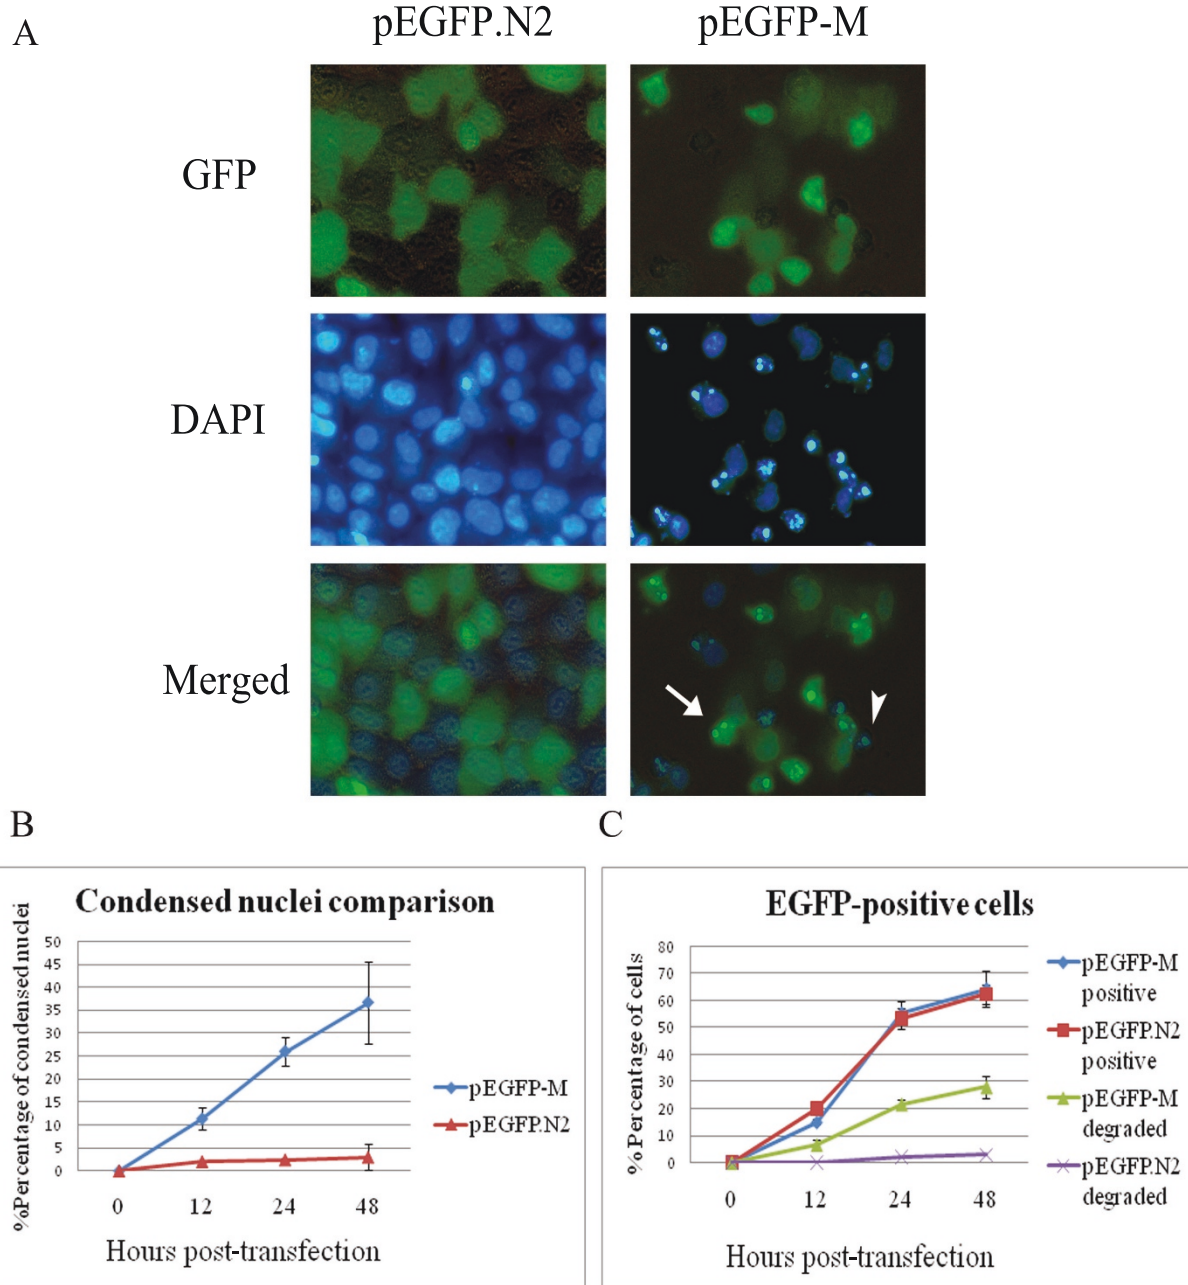 A
pEGFP.N2
pEGFP-M
GFP
DAPI
Merged
B
C
Condensed nuclei comparison
%Percentage of condensed nuclei
50
45
40
35
30
25
20
15
10
5
0
0 12 24 48
Hours post-transfection
pEGFP-M
pEGFP.N2
EGFP-positive cells
%Percentage of cells
80
70
60
50
40
30
20
10
0
0 12 24 48
Hours post-transfection
pEGFP-M
positive
pEGFP.N2
positive
pEGFP-M
degraded
pEGFP.N2
degraded